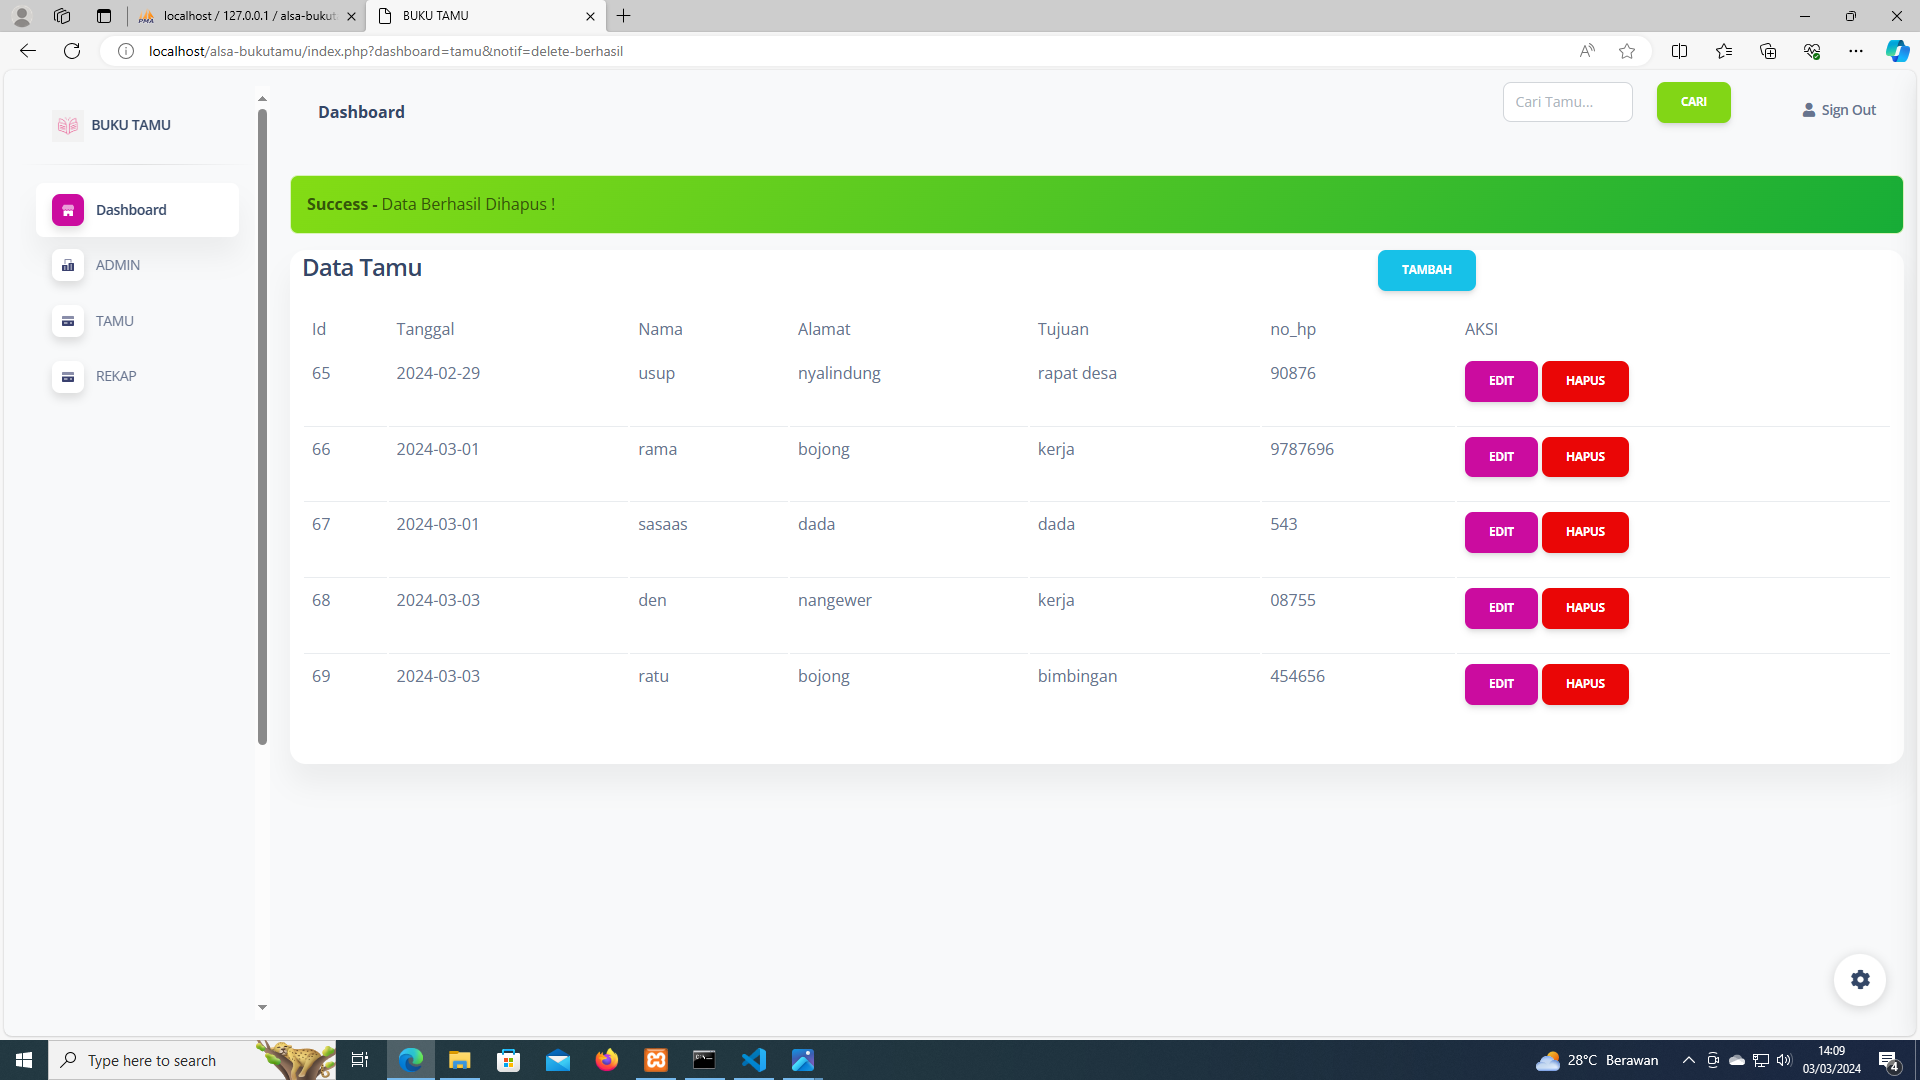 localhost / 127.0.0.1 / alsa-buku
BUKU TAMU
localhost/alsa-bukutamu/index.php?dashboard=tamu&notif=delete-berhasil
BUKU TAMU
Dashboard
Cari Tamu...
CARI
Sign Out
Dashboard
ADMIN
TAMU
REKAP
Success - Data Berhasil Dihapus !
Data Tamu
TAMBAH
Id Tanggal Nama Alamat Tujuan no_hp AKSI
65 2024-02-29 usup nyalindung rapat desa 90876 EDIT HAPUS
66 2024-03-01 rama bojong kerja 9787696 EDIT HAPUS
67 2024-03-01 sasaas dada dada 543 EDIT HAPUS
68 2024-03-03 den nangewer kerja 08755 EDIT HAPUS
69 2024-03-03 ratu bojong bimbingan 454656 EDIT HAPUS
Type here to search
28°C Berawan
14:09
03/03/2024
4